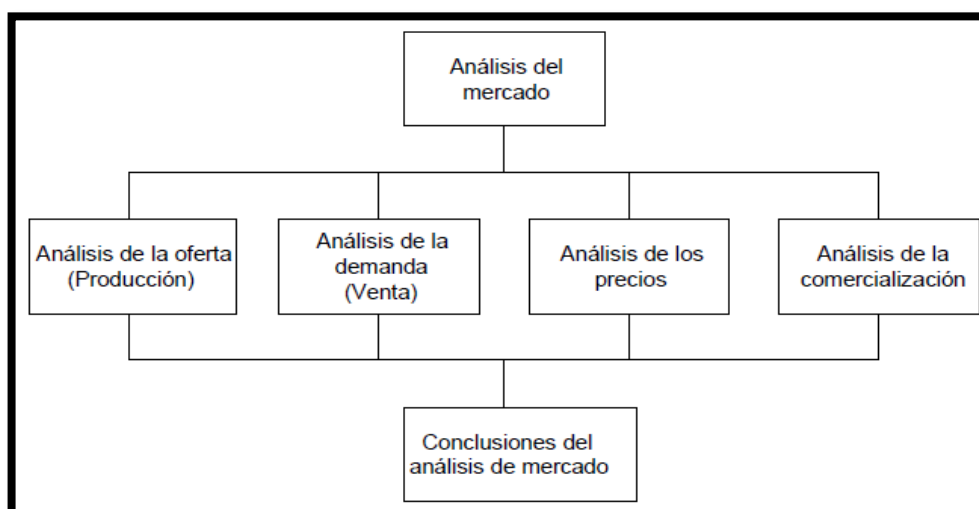 Análisis del
mercado
Análisis de la oferta
(Producción)
Análisis de la
demanda
(Venta)
Análisis de los
precios
Análisis de la
comercialización
Conclusiones del
análisis de mercado